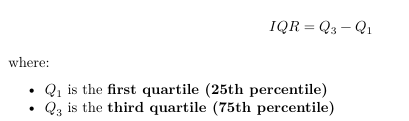 IQR = Q₃ − Q₁
where:
• Q₁ is the first quartile (25th percentile)
• Q₃ is the third quartile (75th percentile)